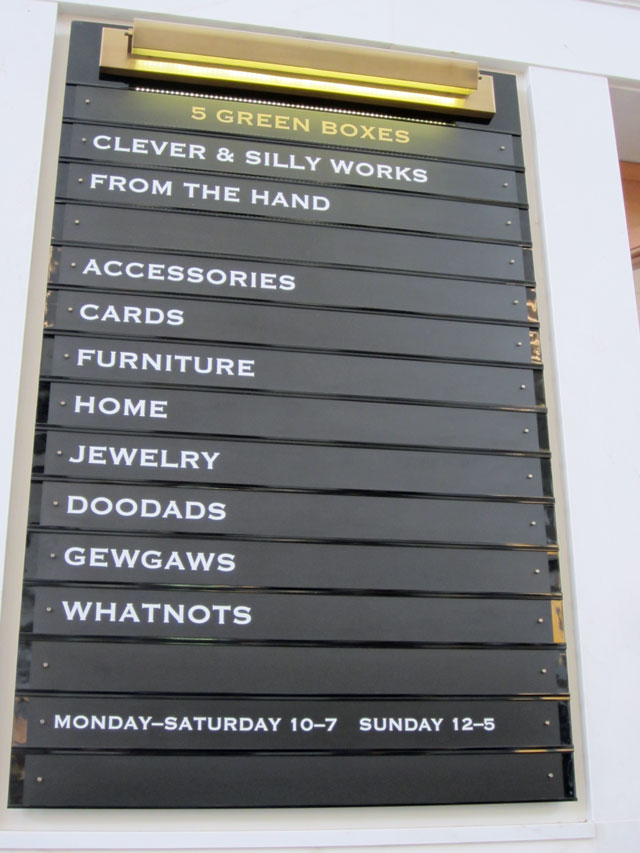 5 GREEN BOXES
CLEVER & SILLY WORKS
FROM THE HAND
ACCESSORIES
CARDS
FURNITURE
HOME
JEWELRY
DOODADS
GEWGAWS
WHATNOTS
MONDAY–SATURDAY 10–7 SUNDAY 12–5